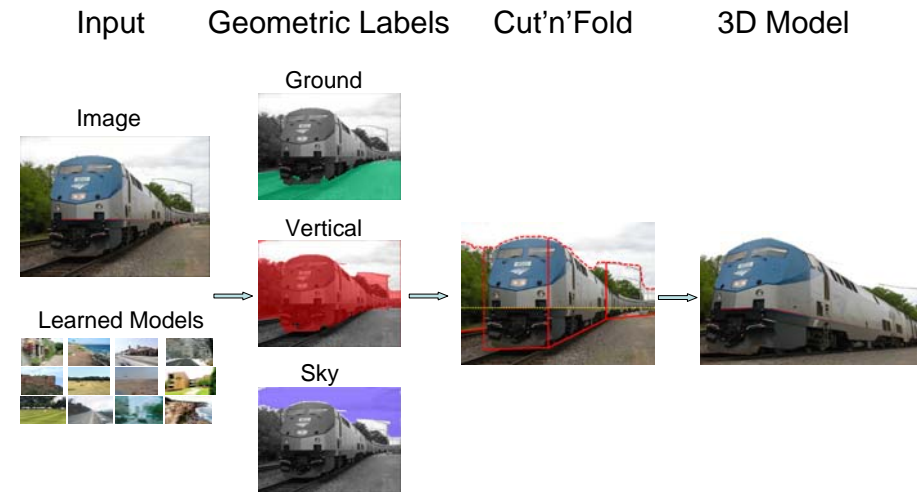 Input
Geometric Labels
Cut'n'Fold
3D Model
Image
Learned Models
Ground
Vertical
Sky